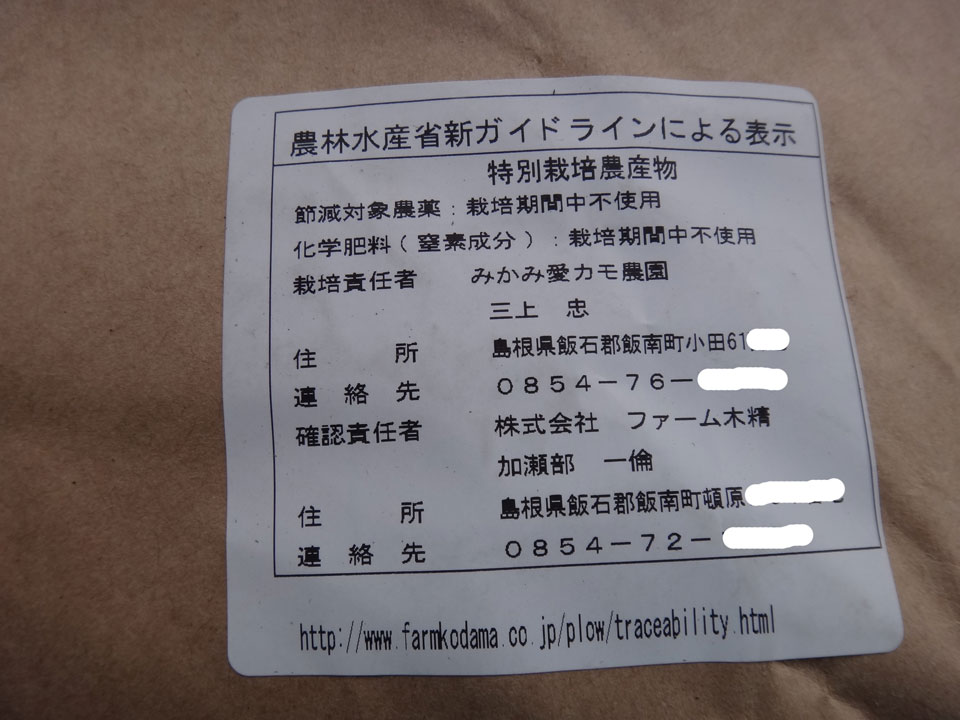 農林水産省新ガイドラインによる表示
特別栽培農産物
節減対象農薬：栽培期間中不使用
化学肥料（窒素成分）：栽培期間中不使用
栽培責任者 みかみ愛カモ農園
三上 忠
住 所 島根県飯石郡飯南町小田61
連 絡 先 0854-76-
確認責任者 株式会社 ファーム木精
加瀬部 一倫
住 所 島根県飯石郡飯南町頓原
連 絡 先 0854-72-
http://www.farmkodama.co.jp/plow/traceability.html